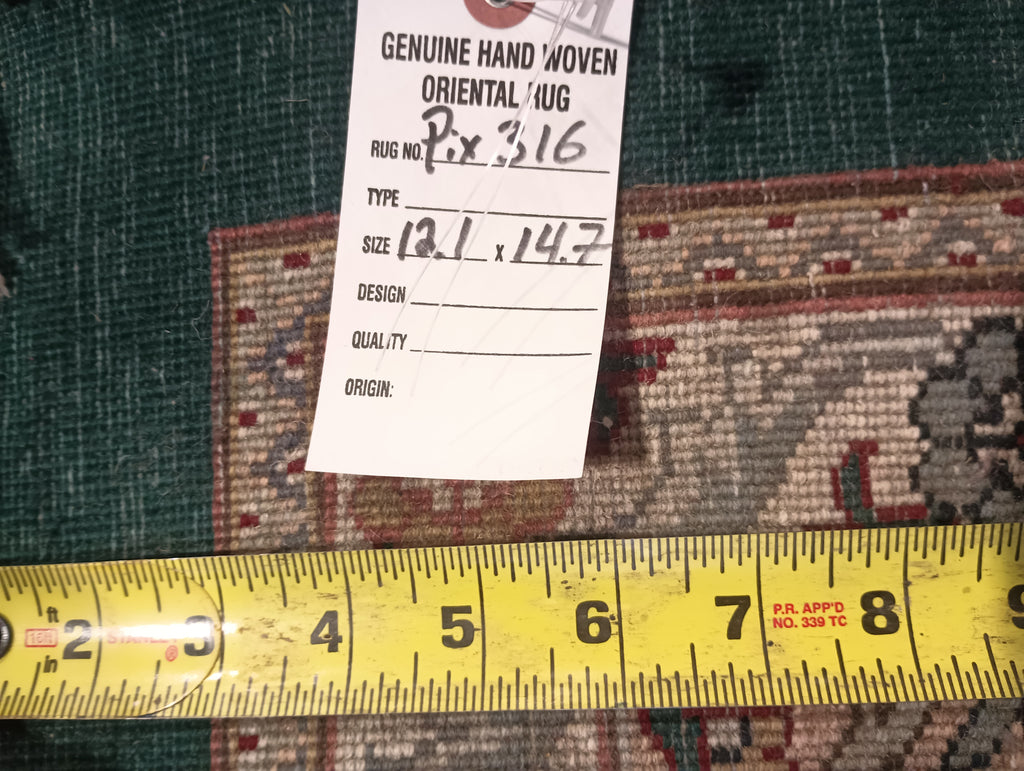 GENUINE HAND WOVEN
ORIENTAL RUG
RUG NO. Pix 316
TYPE
SIZE 12.1 x 14.7
DESIGN
QUALITY
ORIGIN:
ft
16ft 2 STANLEY ® 3 4 5 6 7 P.R. APP'D 8 9
NO. 339 TC
in